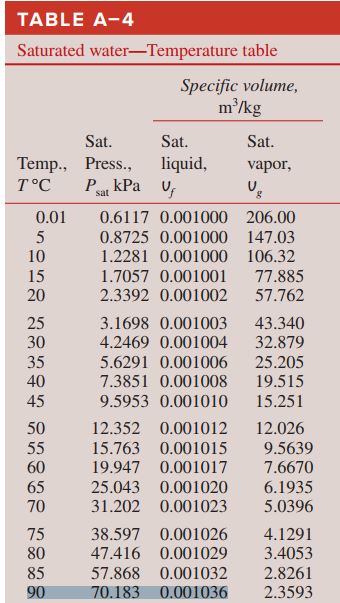 TABLE A–4
Saturated water—Temperature table
Specific volume,
m³/kg
Sat. Sat. Sat.
Temp., Press., liquid, vapor,
T °C P_sat kPa v_f v_g
0.01 0.6117 0.001000 206.00
5 0.8725 0.001000 147.03
10 1.2281 0.001000 106.32
15 1.7057 0.001001 77.885
20 2.3392 0.001002 57.762
25 3.1698 0.001003 43.340
30 4.2469 0.001004 32.879
35 5.6291 0.001006 25.205
40 7.3851 0.001008 19.515
45 9.5953 0.001010 15.251
50 12.352 0.001012 12.026
55 15.763 0.001015 9.5639
60 19.947 0.001017 7.6670
65 25.043 0.001020 6.1935
70 31.202 0.001023 5.0396
75 38.597 0.001026 4.1291
80 47.416 0.001029 3.4053
85 57.868 0.001032 2.8261
90 70.183 0.001036 2.3593